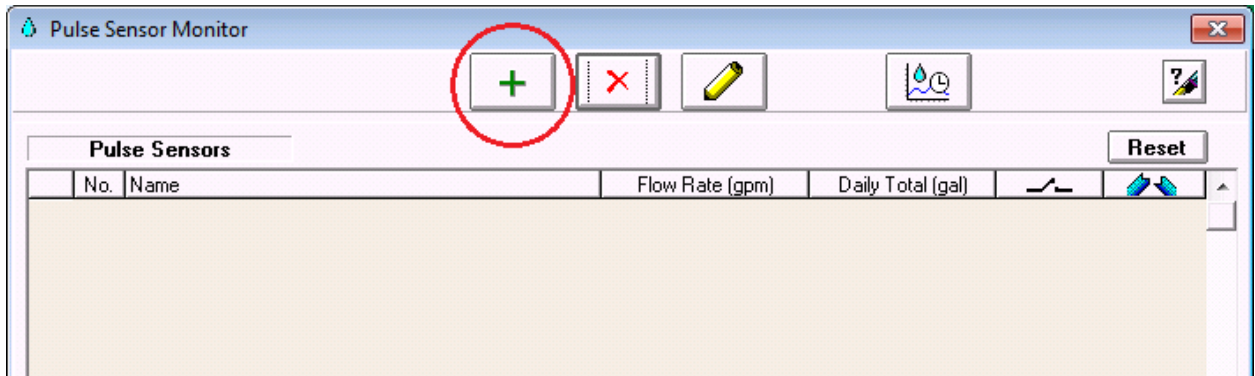 Pulse Sensor Monitor
Pulse Sensors
Reset
No. Name Flow Rate (gpm) Daily Total (gal)